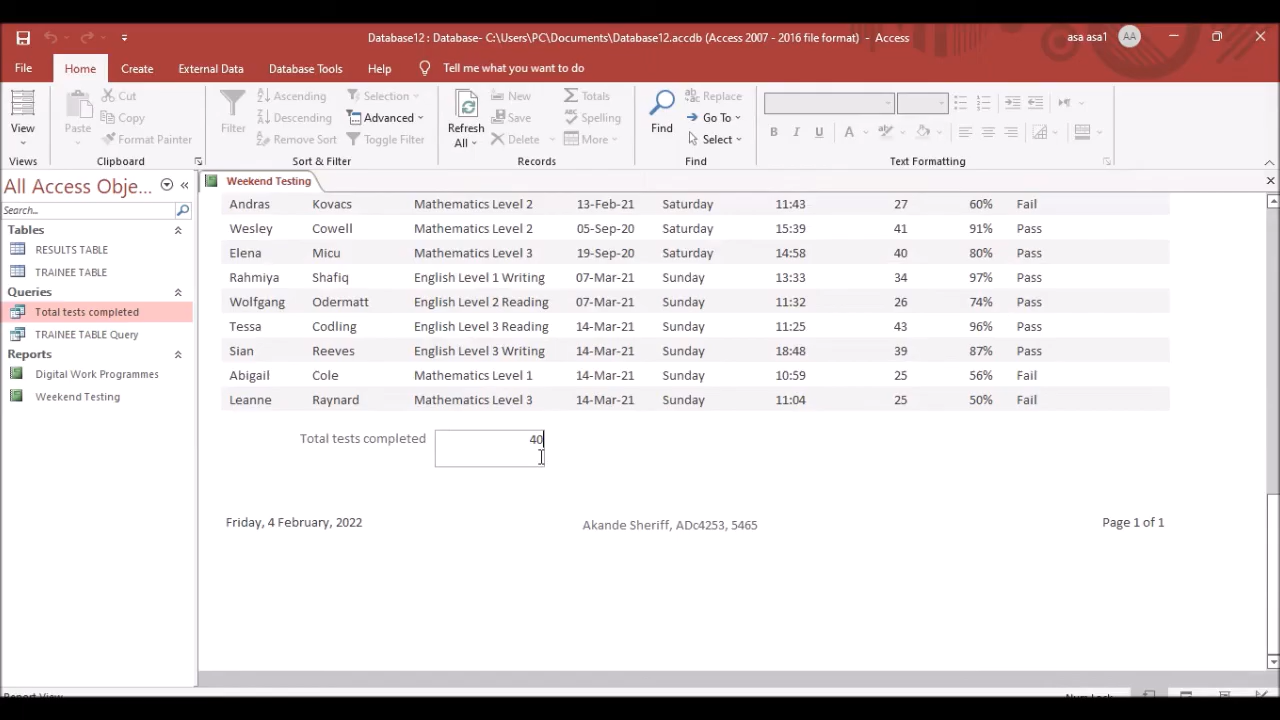 Database12 : Database- C:\Users\PC\Documents\Database12.accdb (Access 2007 - 2016 file format) - Access
asa asa1 AA
File Home Create External Data Database Tools Help Tell me what you want to do
View
Views
Paste
Cut
Copy
Format Painter
Clipboard
Filter
Ascending
Descending
Remove Sort
Selection
Advanced
Toggle Filter
Sort & Filter
Refresh
All
New
Save
Delete
Totals
Spelling
More
Records
Find
Replace
Go To
Select
Find
B I U A
Text Formatting
All Access Obje...
Search...
Tables
RESULTS TABLE
TRAINEE TABLE
Queries
Total tests completed
TRAINEE TABLE Query
Reports
Digital Work Programmes
Weekend Testing
Weekend Testing
Andras Kovacs Mathematics Level 2 13-Feb-21 Saturday 11:43 27 60% Fail
Wesley Cowell Mathematics Level 2 05-Sep-20 Saturday 15:39 41 91% Pass
Elena Micu Mathematics Level 3 19-Sep-20 Saturday 14:58 40 80% Pass
Rahmiya Shafiq English Level 1 Writing 07-Mar-21 Sunday 13:33 34 97% Pass
Wolfgang Odermatt English Level 2 Reading 07-Mar-21 Sunday 11:32 26 74% Pass
Tessa Codling English Level 3 Reading 14-Mar-21 Sunday 11:25 43 96% Pass
Sian Reeves English Level 3 Writing 14-Mar-21 Sunday 18:48 39 87% Pass
Abigail Cole Mathematics Level 1 14-Mar-21 Sunday 10:59 25 56% Fail
Leanne Raynard Mathematics Level 3 14-Mar-21 Sunday 11:04 25 50% Fail
Total tests completed 40
Friday, 4 February, 2022 Akande Sheriff, ADc4253, 5465 Page 1 of 1
Report View Num Lock